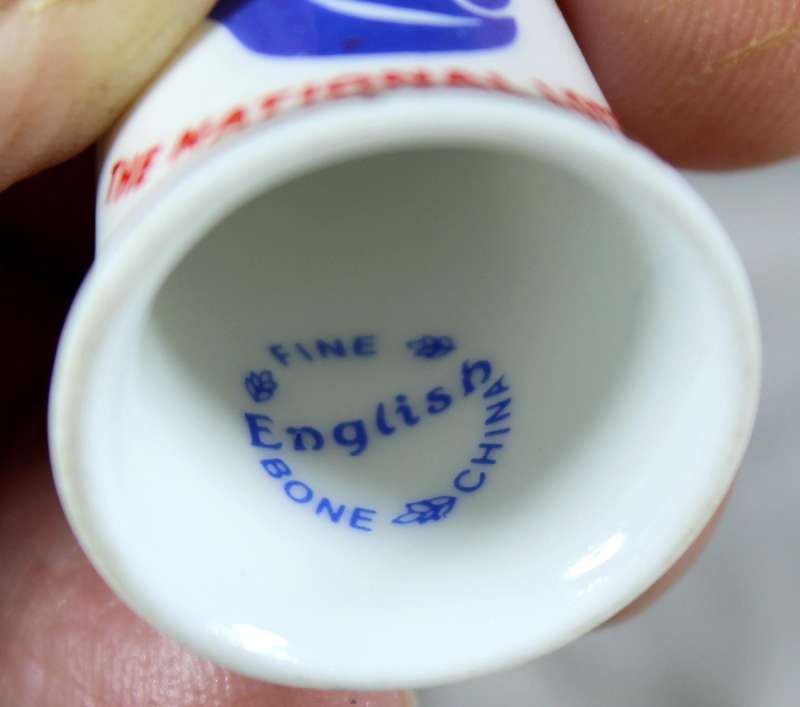 THE NATIONAL
FINE
English
BONE CHINA